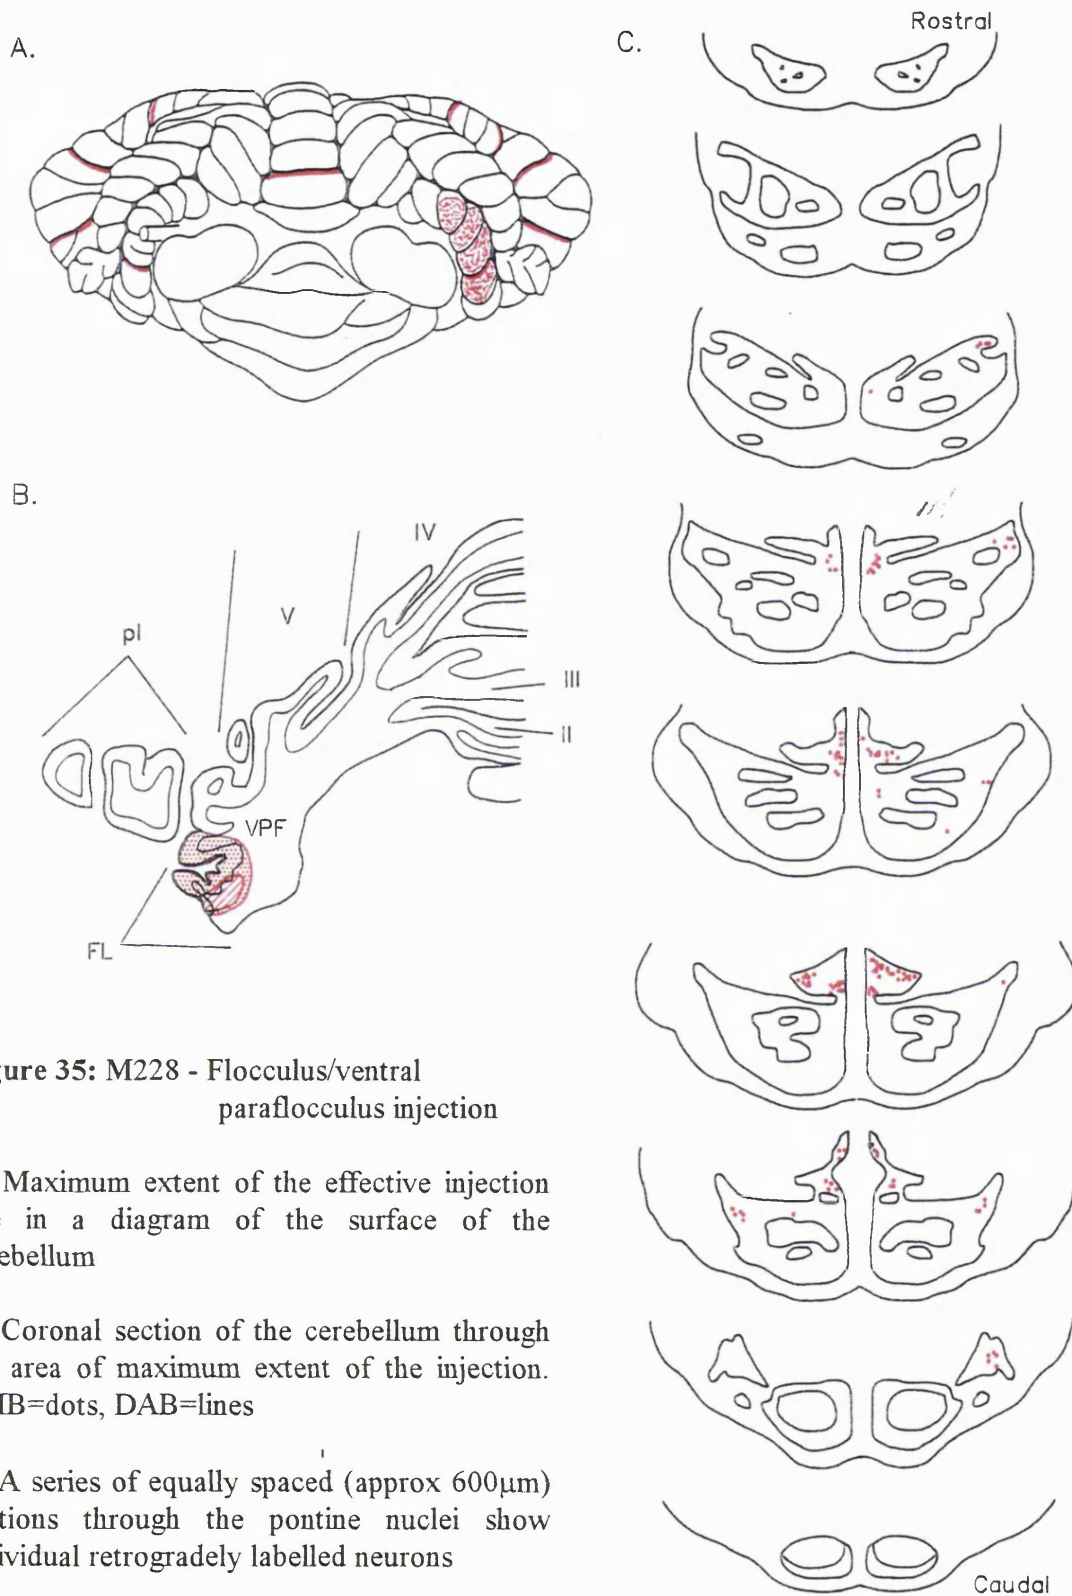 A.
C.
Rostral
B.
IV
V
pl
III
II
VPF
FL
gure 35: M228 - Flocculus/ventral
paraflocculus injection
Maximum extent of the effective injection
in a diagram of the surface of the
ebellum
Coronal section of the cerebellum through
area of maximum extent of the injection.
IB=dots, DAB=lines
A series of equally spaced (approx 600µm)
tions through the pontine nuclei show
ividual retrogradely labelled neurons
Caudal